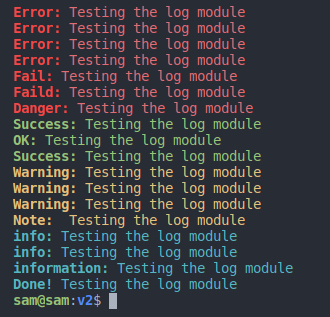 Error: Testing the log module
Error: Testing the log module
Error: Testing the log module
Error: Testing the log module
Fail: Testing the log module
Faild: Testing the log module
Danger: Testing the log module
Success: Testing the log module
OK: Testing the log module
Success: Testing the log module
Warning: Testing the log module
Warning: Testing the log module
Warning: Testing the log module
Note:  Testing the log module
info: Testing the log module
info: Testing the log module
information: Testing the log module
Done! Testing the log module
sam@sam:v2$